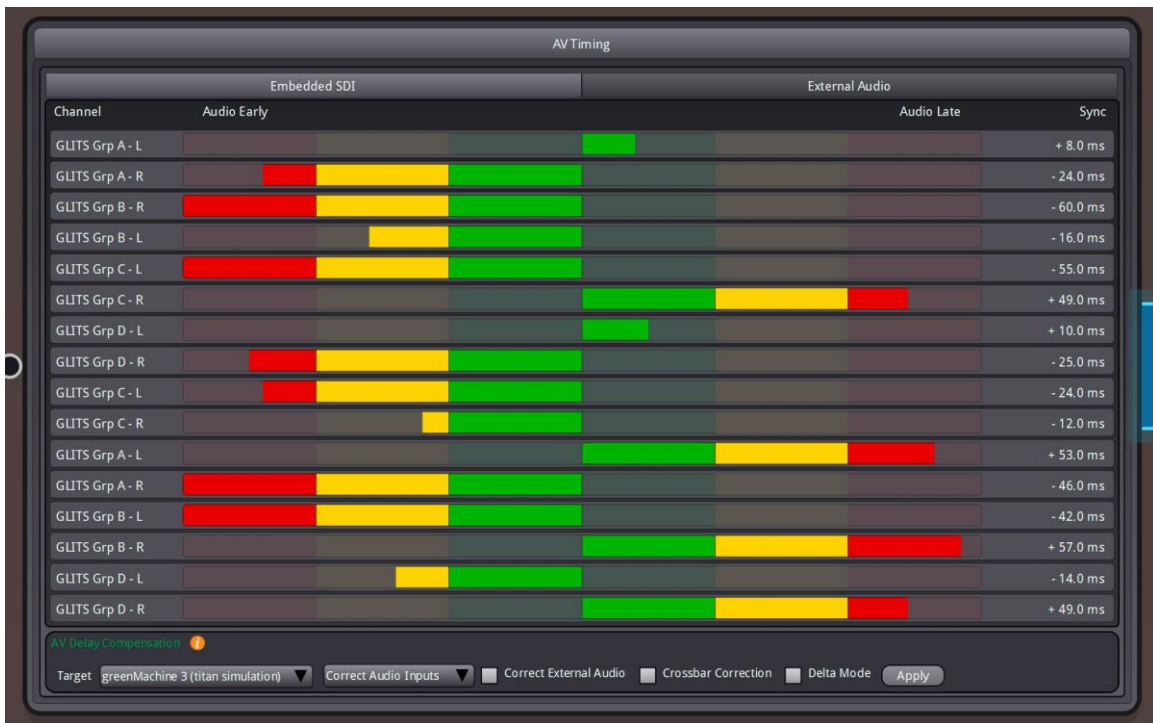 AV Timing
Embedded SDI External Audio
Channel Audio Early Audio Late Sync
GLITS Grp A - L + 8.0 ms
GLITS Grp A - R - 24.0 ms
GLITS Grp B - R - 60.0 ms
GLITS Grp B - L - 16.0 ms
GLITS Grp C - L - 55.0 ms
GLITS Grp C - R + 49.0 ms
GLITS Grp D - L + 10.0 ms
GLITS Grp D - R - 25.0 ms
GLITS Grp C - L - 24.0 ms
GLITS Grp C - R - 12.0 ms
GLITS Grp A - L + 53.0 ms
GLITS Grp A - R - 46.0 ms
GLITS Grp B - L - 42.0 ms
GLITS Grp B - R + 57.0 ms
GLITS Grp D - L - 14.0 ms
GLITS Grp D - R + 49.0 ms
AV Delay Compensation i
Target greenMachine 3 (titan simulation) Correct Audio Inputs Correct External Audio Crossbar Correction Delta Mode Apply